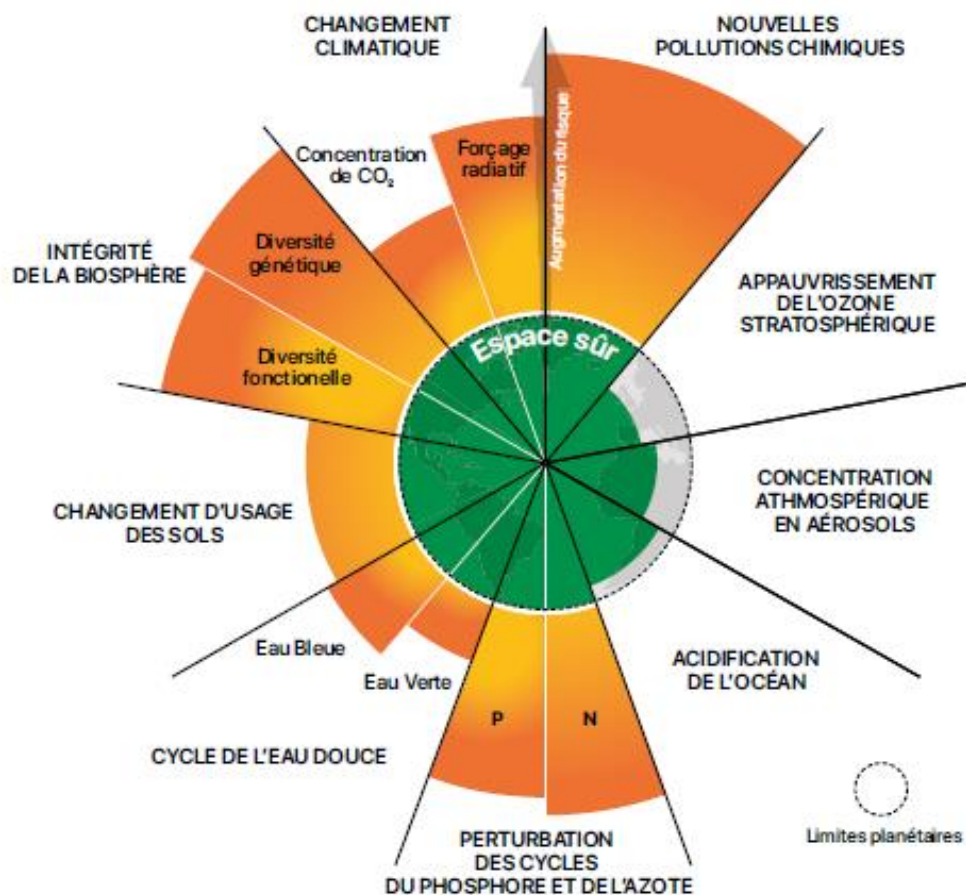 CHANGEMENT
CLIMATIQUE
NOUVELLES
POLLUTIONS CHIMIQUES
Concentration
de CO₂
Forçage
radiatif
Augmentation du risque
INTÉGRITÉ
DE LA BIOSPHÈRE
Diversité
génétique
Diversité
fonctionelle
APPAUVRISSEMENT
DE L'OZONE
STRATOSPHÉRIQUE
Espace sûr
CHANGEMENT D'USAGE
DES SOLS
CONCENTRATION
ATHMOSPÉRIQUE
EN AÉROSOLS
Eau Bleue
Eau Verte
ACIDIFICATION
DE L'OCÉAN
P
N
CYCLE DE L'EAU DOUCE
PERTURBATION
DES CYCLES
DU PHOSPHORE ET DE L'AZOTE
Limites planétaires